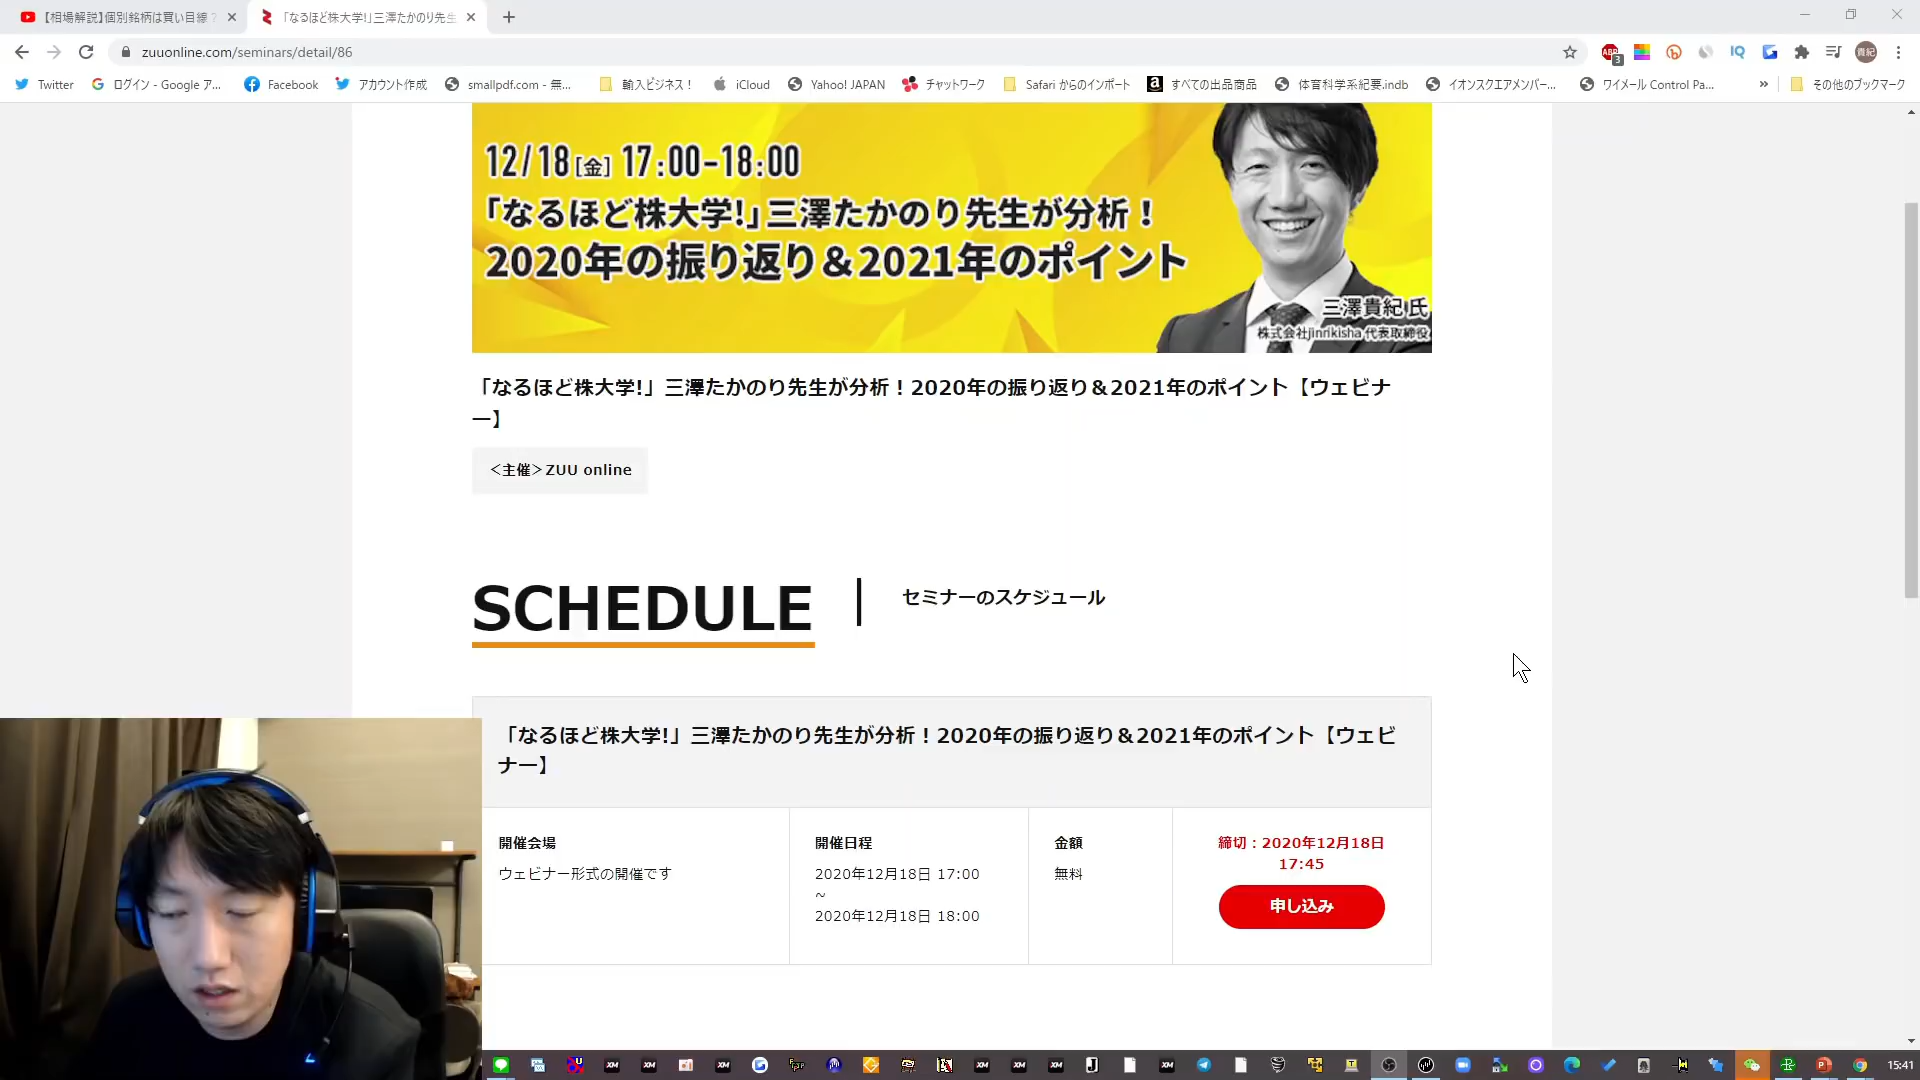 【相場解説】個別銘柄は買い目線？
「なるほど株大学!」三澤たかのり先生
zuuonline.com/seminars/detail/86
3
貴紀
Twitter
ログイン - Google ア...
Facebook
アカウント作成
smallpdf.com - 無...
輸入ビジネス！
iCloud
Yahoo! JAPAN
チャットワーク
Safari からのインポート
すべての出品商品
体育科学系紀要.indb
イオンスクエアメンバー...
ワイメール Control Pa...
»
その他のブックマーク
12/18[金] 17:00-18:00
「なるほど株大学!」三澤たかのり先生が分析！
2020年の振り返り＆2021年のポイント
三澤貴紀 氏
株式会社jinrikisha 代表取締役
「なるほど株大学!」三澤たかのり先生が分析！2020年の振り返り＆2021年のポイント【ウェビナ
ー】
＜主催＞ZUU online
SCHEDULE
セミナーのスケジュール
「なるほど株大学!」三澤たかのり先生が分析！2020年の振り返り＆2021年のポイント【ウェビ
ナー】
開催会場
ウェビナー形式の開催です
開催日程
2020年12月18日 17:00
~
2020年12月18日 18:00
金額
無料
締切：2020年12月18日
17:45
申し込み
15:41